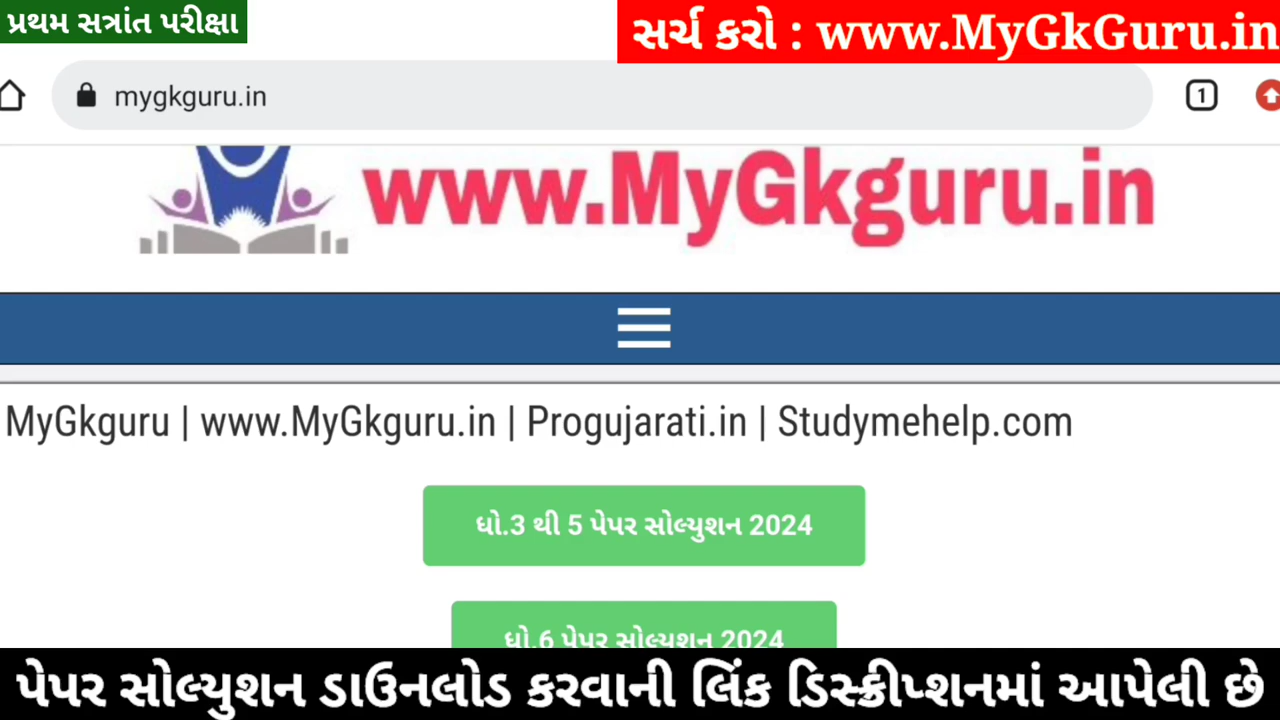 પ્રથમ સત્રાંત પરીક્ષા
સર્ચ કરો : www.MyGkGuru.in
mygkguru.in
1
www.MyGkguru.in
MyGkguru | www.MyGkguru.in | Progujarati.in | Studymehelp.com
ધો.3 થી 5 પેપર સોલ્યુશન 2024
ધો.6 પેપર સોલ્યુશન 2024
પેપર સોલ્યુશન ડાઉનલોડ કરવાની લિંક ડિસ્ક્રીપ્શનમાં આપેલી છે